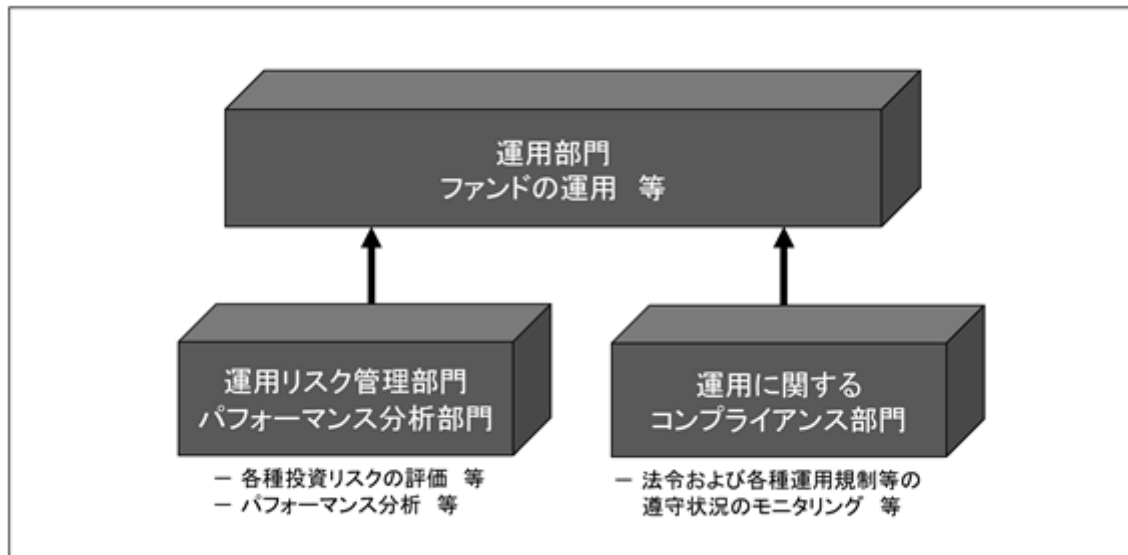 運用部門
ファンドの運用　等
運用リスク管理部門
パフォーマンス分析部門
－ 各種投資リスクの評価　等
－ パフォーマンス分析　等
運用に関する
コンプライアンス部門
－ 法令および各種運用規制等の
遵守状況のモニタリング　等